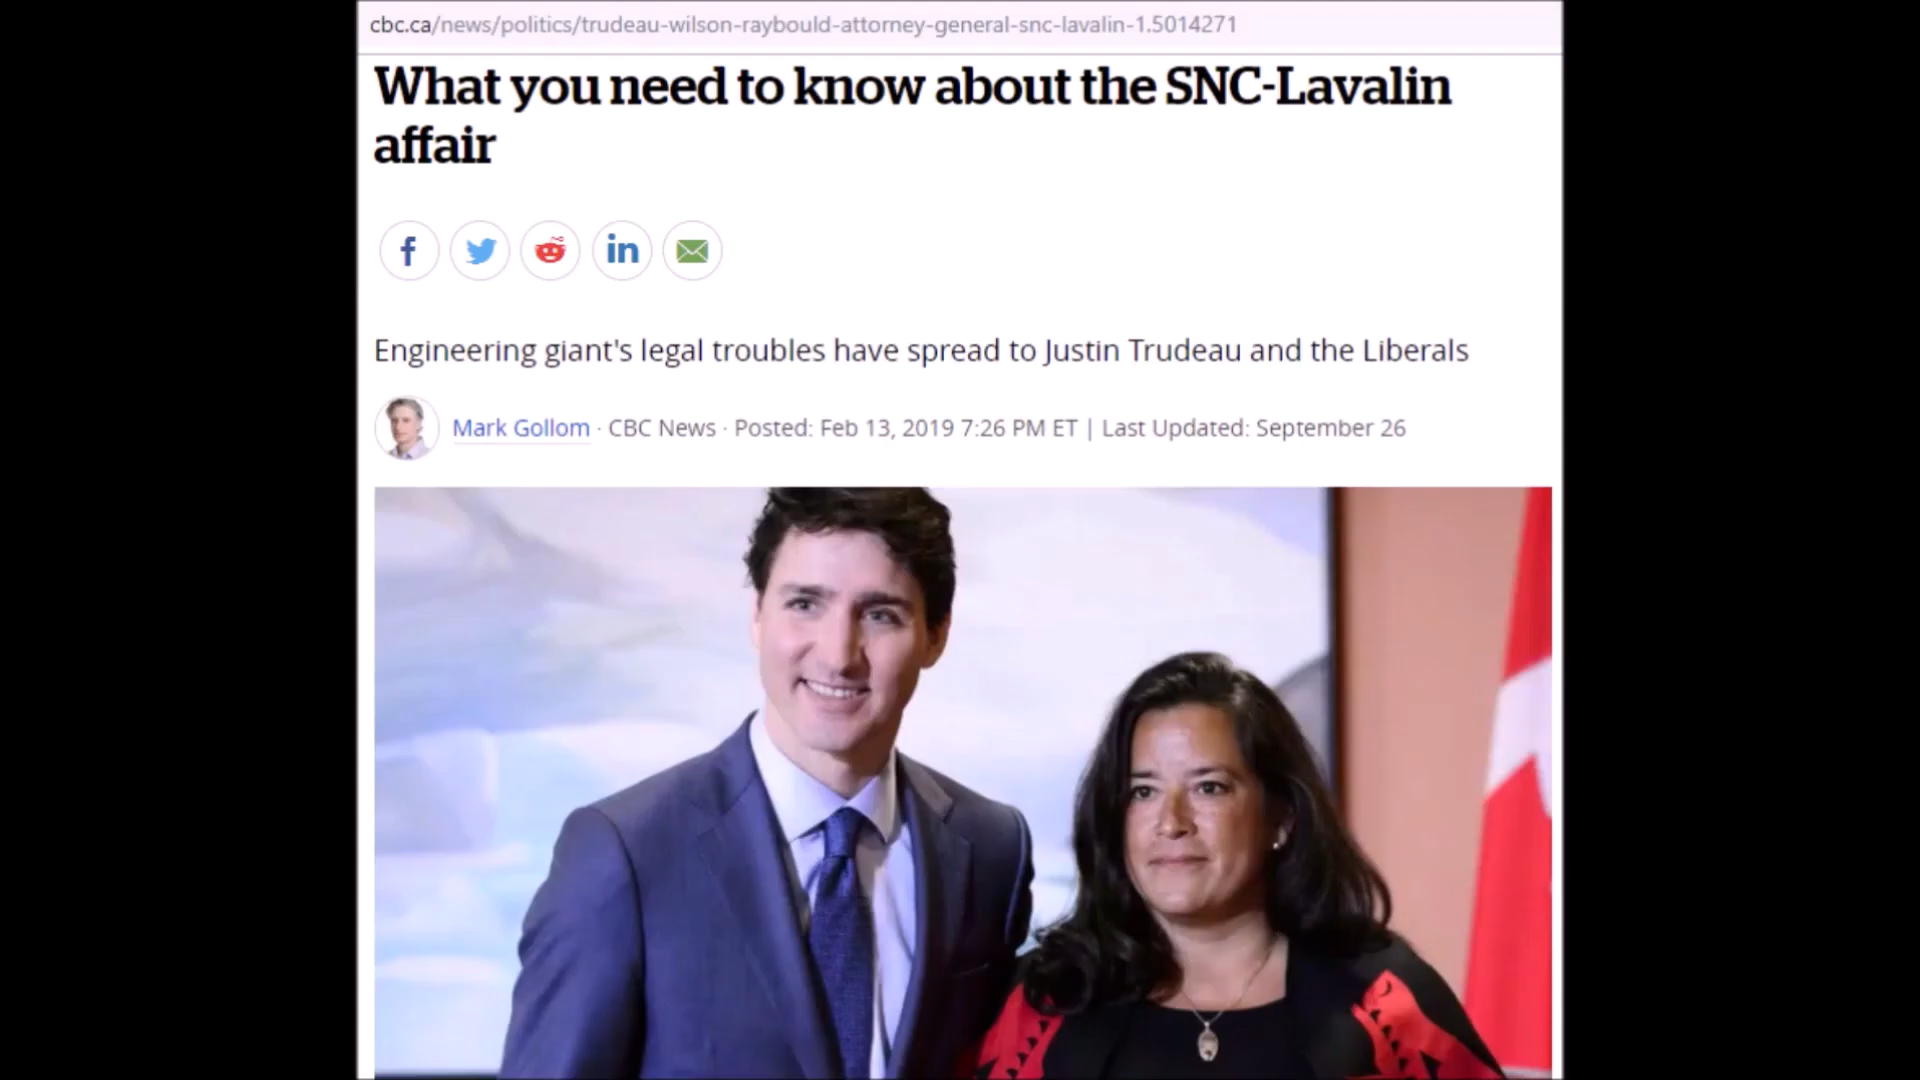 cbc.ca/news/politics/trudeau-wilson-raybould-attorney-general-snc-lavalin-1.5014271
What you need to know about the SNC-Lavalin
affair
f in
Engineering giant's legal troubles have spread to Justin Trudeau and the Liberals
Mark Gollom · CBC News · Posted: Feb 13, 2019 7:26 PM ET | Last Updated: September 26